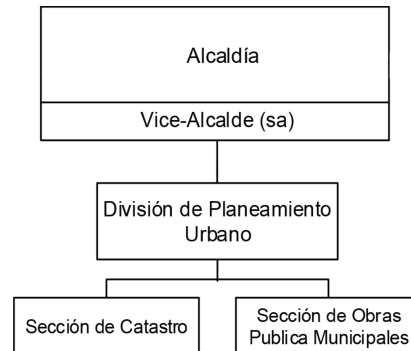 Alcaldía
Vice-Alcalde (sa)
División de Planeamiento
Urbano
Sección de Catastro
Sección de Obras
Publica Municipales